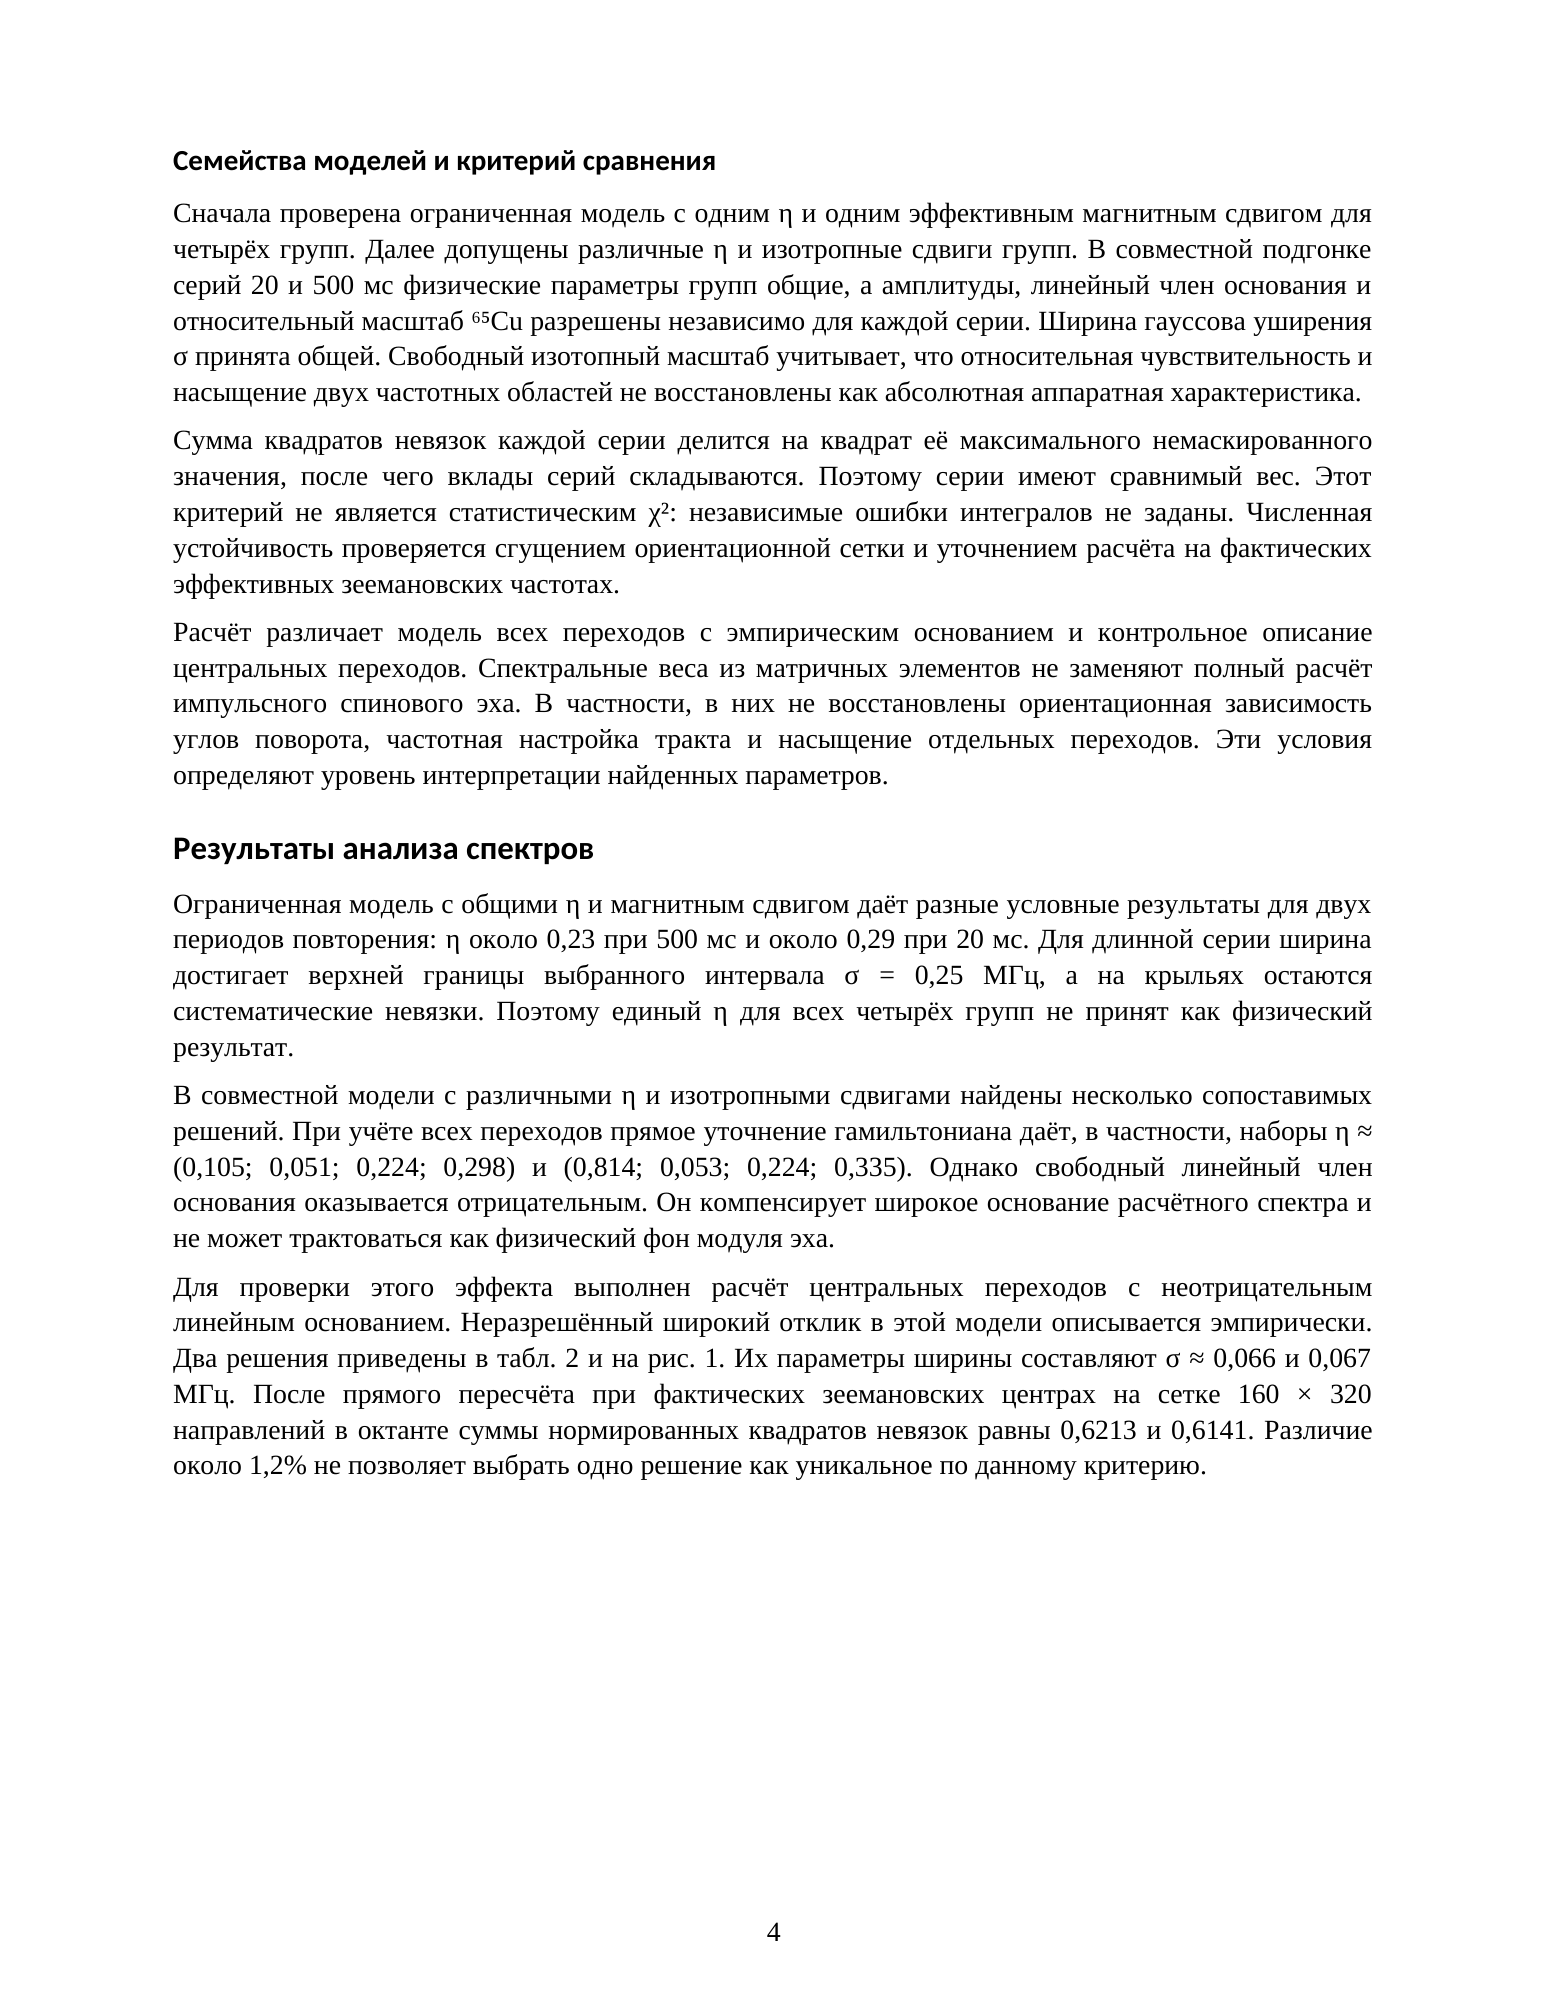 Семейства моделей и критерий сравнения
Сначала проверена ограниченная модель с одним η и одним эффективным магнитным сдвигом для
четырёх групп. Далее допущены различные η и изотропные сдвиги групп. В совместной подгонке
серий 20 и 500 мс физические параметры групп общие, а амплитуды, линейный член основания и
относительный масштаб ⁶⁵Cu разрешены независимо для каждой серии. Ширина гауссова уширения
σ принята общей. Свободный изотопный масштаб учитывает, что относительная чувствительность и
насыщение двух частотных областей не восстановлены как абсолютная аппаратная характеристика.
Сумма квадратов невязок каждой серии делится на квадрат её максимального немаскированного
значения, после чего вклады серий складываются. Поэтому серии имеют сравнимый вес. Этот
критерий не является статистическим χ²: независимые ошибки интегралов не заданы. Численная
устойчивость проверяется сгущением ориентационной сетки и уточнением расчёта на фактических
эффективных зеемановских частотах.
Расчёт различает модель всех переходов с эмпирическим основанием и контрольное описание
центральных переходов. Спектральные веса из матричных элементов не заменяют полный расчёт
импульсного спинового эха. В частности, в них не восстановлены ориентационная зависимость
углов поворота, частотная настройка тракта и насыщение отдельных переходов. Эти условия
определяют уровень интерпретации найденных параметров.
Результаты анализа спектров
Ограниченная модель с общими η и магнитным сдвигом даёт разные условные результаты для двух
периодов повторения: η около 0,23 при 500 мс и около 0,29 при 20 мс. Для длинной серии ширина
достигает верхней границы выбранного интервала σ = 0,25 МГц, а на крыльях остаются
систематические невязки. Поэтому единый η для всех четырёх групп не принят как физический
результат.
В совместной модели с различными η и изотропными сдвигами найдены несколько сопоставимых
решений. При учёте всех переходов прямое уточнение гамильтониана даёт, в частности, наборы η ≈
(0,105; 0,051; 0,224; 0,298) и (0,814; 0,053; 0,224; 0,335). Однако свободный линейный член
основания оказывается отрицательным. Он компенсирует широкое основание расчётного спектра и
не может трактоваться как физический фон модуля эха.
Для проверки этого эффекта выполнен расчёт центральных переходов с неотрицательным
линейным основанием. Неразрешённый широкий отклик в этой модели описывается эмпирически.
Два решения приведены в табл. 2 и на рис. 1. Их параметры ширины составляют σ ≈ 0,066 и 0,067
МГц. После прямого пересчёта при фактических зеемановских центрах на сетке 160 × 320
направлений в октанте суммы нормированных квадратов невязок равны 0,6213 и 0,6141. Различие
около 1,2% не позволяет выбрать одно решение как уникальное по данному критерию.
4